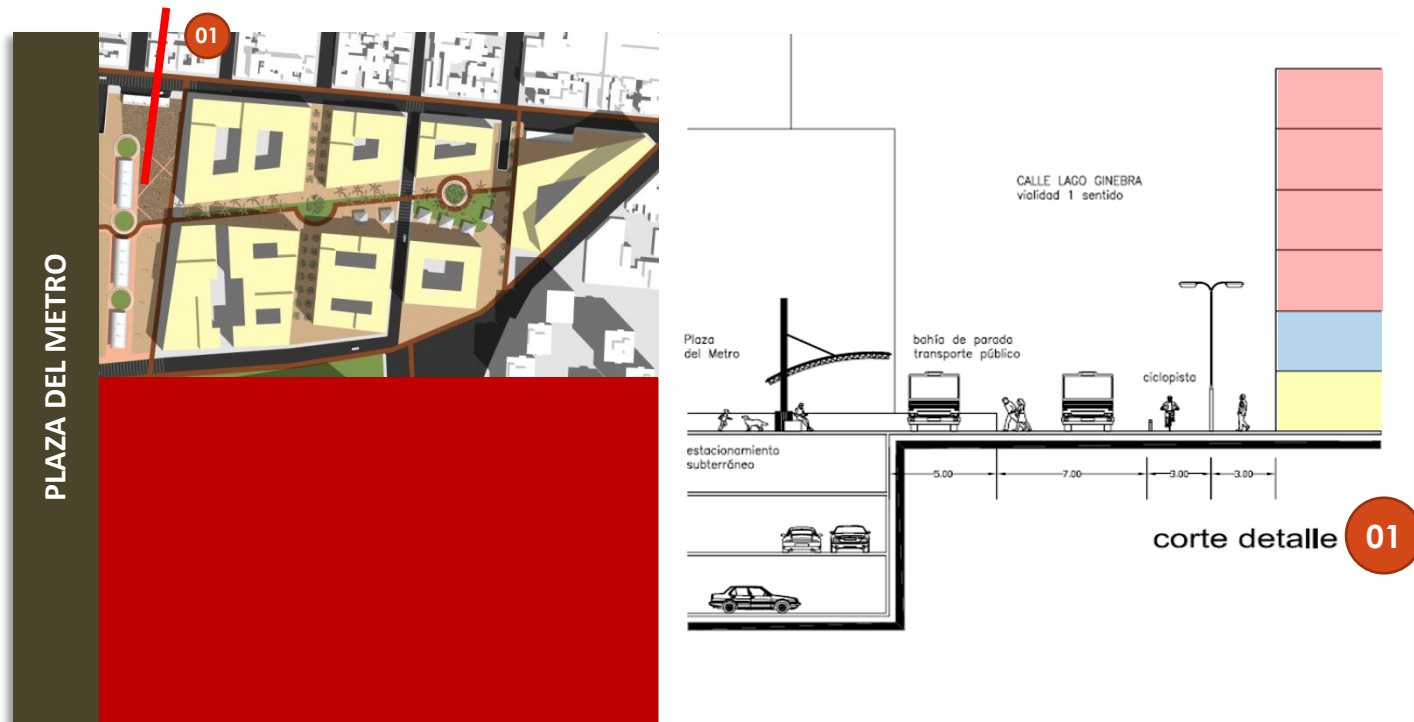 PLAZA DEL METRO
01
CALLE LAGO GINEBRA
vialidad 1 sentido
Plaza
del Metro
bahía de parada
transporte público
ciclopista
estacionamiento
subterráneo
5.00
7.00
3.00
3.00
corte detalle
01